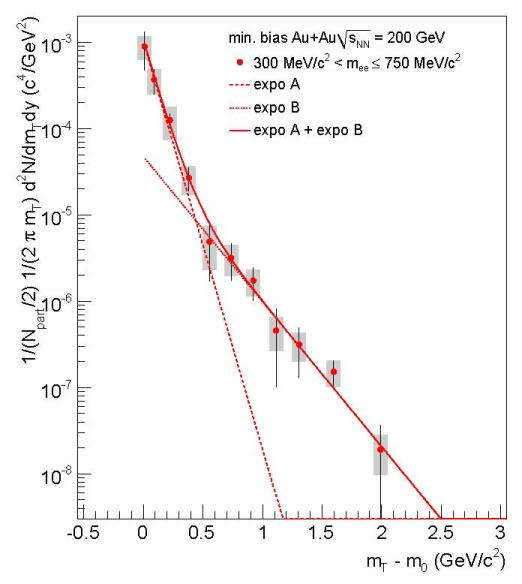 min. bias Au+Au√s_NN = 200 GeV
300 MeV/c² < m_ee ≤ 750 MeV/c²
expo A
expo B
expo A + expo B
1/(N_part/2) 1/(2 π m_T) d²N/dm_Tdy (c⁴/GeV²)
10⁻³
10⁻⁴
10⁻⁵
10⁻⁶
10⁻⁷
10⁻⁸
-0.5 0 0.5 1 1.5 2 2.5 3
m_T - m_0 (GeV/c²)